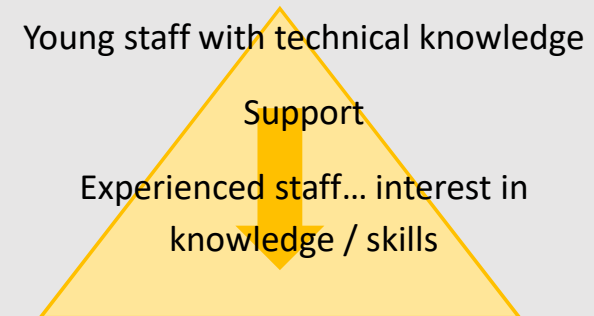 Young staff with technical knowledge
Support
Experienced staff… interest in
knowledge / skills